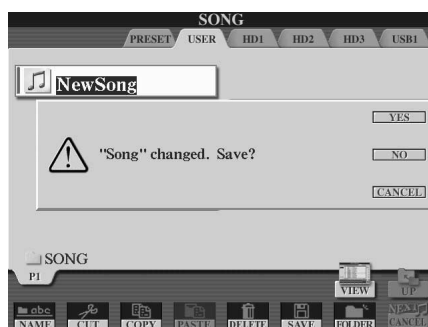 SONG
PRESET USER HD1 HD2 HD3 USB1
NewSong
YES
"Song" changed. Save?
NO
CANCEL
SONG
P1
VIEW UP
abc
NAME CUT COPY PASTE DELETE SAVE FOLDER NEXT
CANCEL